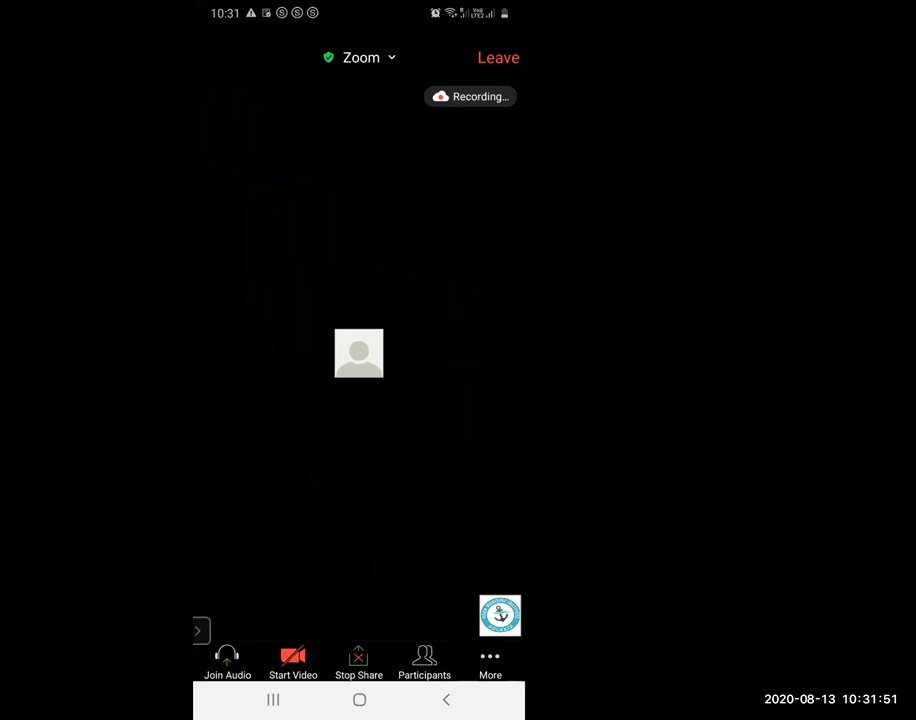 10:31
Zoom
Leave
Recording...
Join Audio
Start Video
Stop Share
Participants
More
2020-08-13 10:31:51